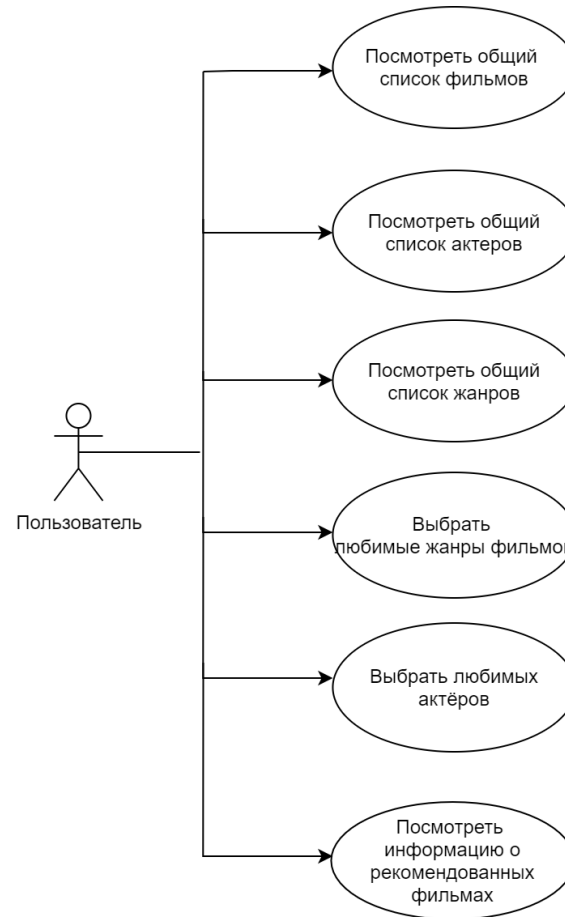 Посмотреть общий
список фильмов
Посмотреть общий
список актеров
Посмотреть общий
список жанров
Пользователь
Выбрать
любимые жанры фильмов
Выбрать любимых
актёров
Посмотреть
информацию о
рекомендованных
фильмах